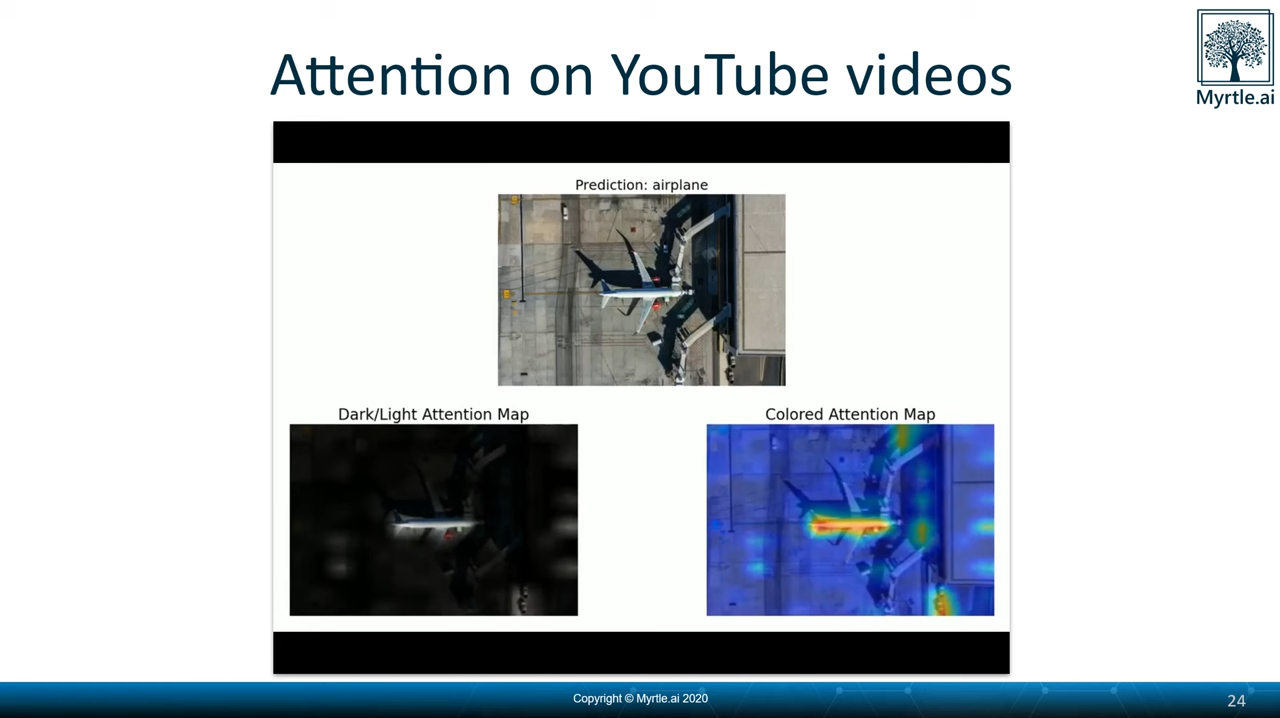 Attention on YouTube videos
Myrtle.ai
Prediction: airplane
Dark/Light Attention Map
Colored Attention Map
Copyright © Myrtle.ai 2020
24